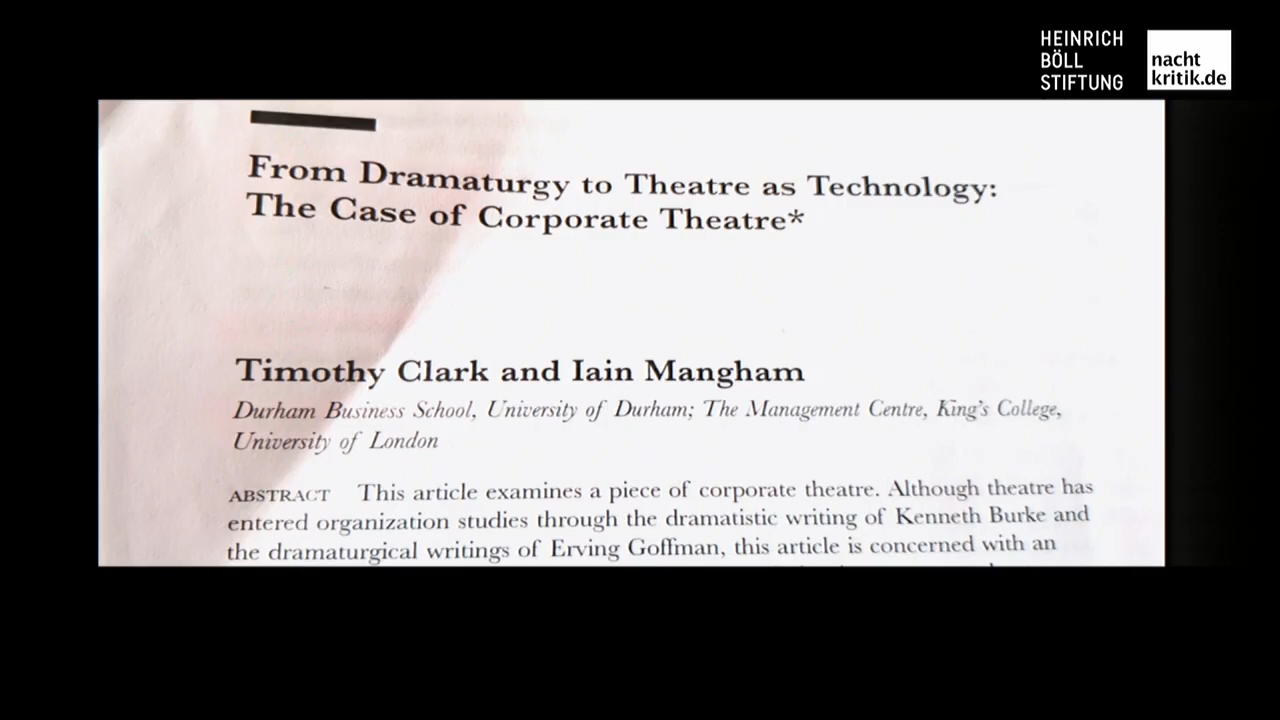 HEINRICH
BÖLL
STIFTUNG
nacht
kritik.de
From Dramaturgy to Theatre as Technology:
The Case of Corporate Theatre*
Timothy Clark and Iain Mangham
Durham Business School, University of Durham; The Management Centre, King's College,
University of London
ABSTRACT This article examines a piece of corporate theatre. Although theatre has
entered organization studies through the dramatistic writing of Kenneth Burke and
the dramaturgical writings of Erving Goffman, this article is concerned with an